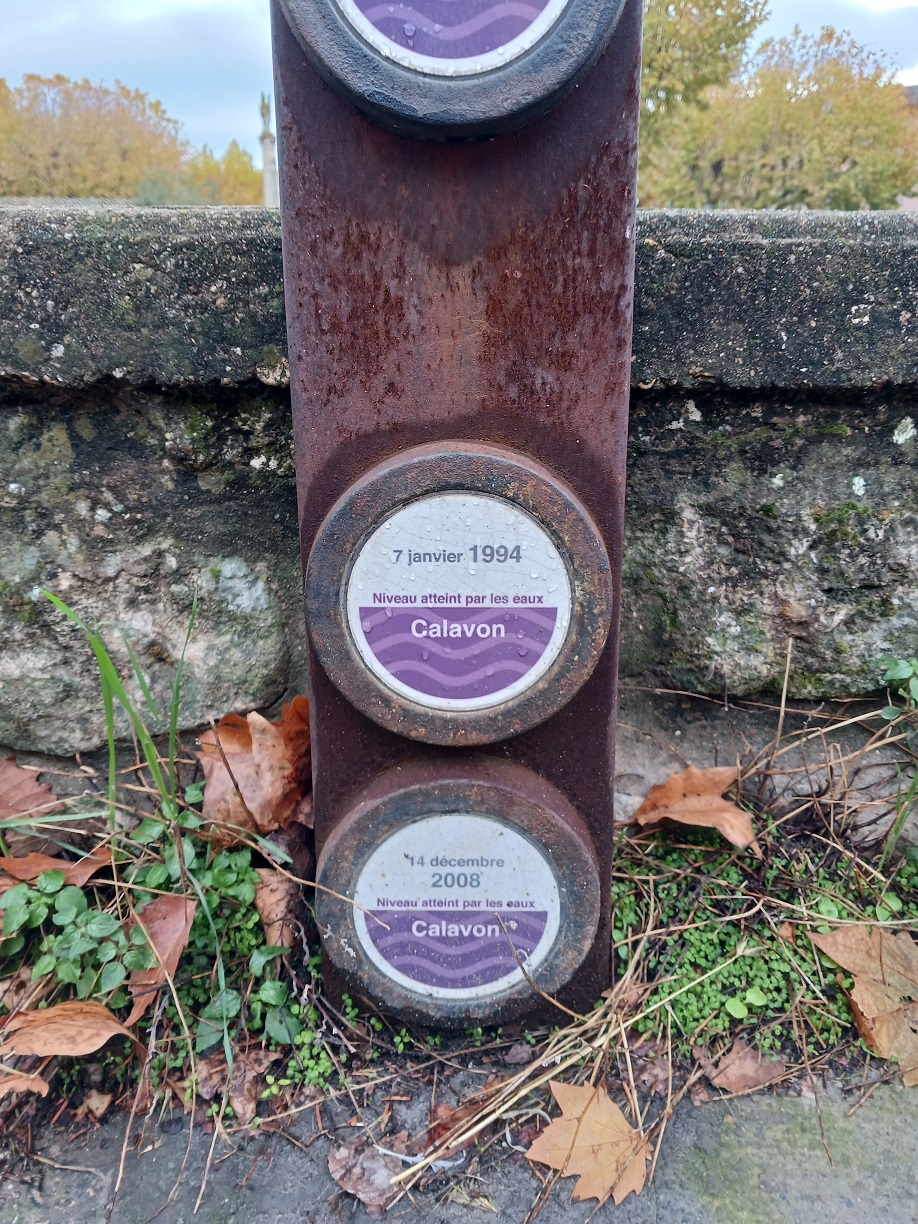 7 janvier 1994
Niveau atteint par les eaux
Calavon
14 décembre
2008
Niveau atteint par les eaux
Calavon